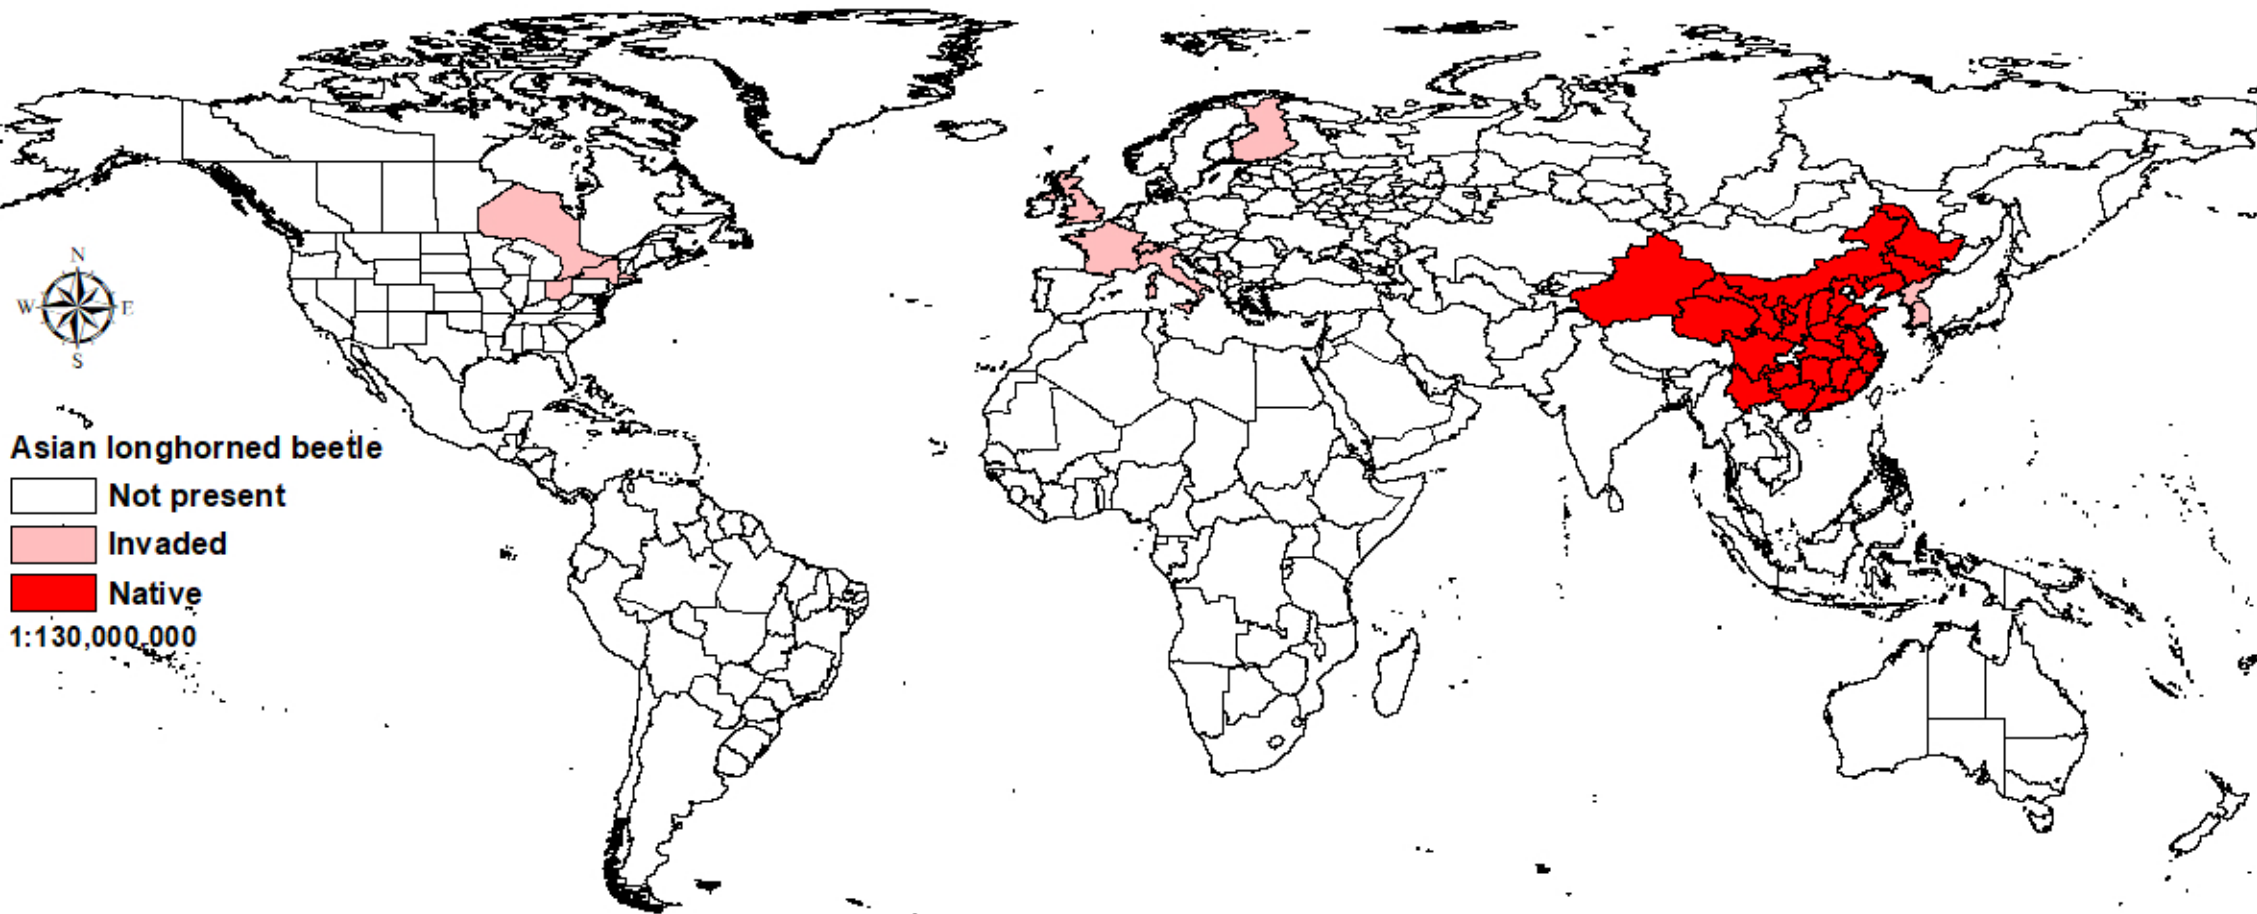 N
W E
S
Asian longhorned beetle
Not present
Invaded
Native
1:130,000,000